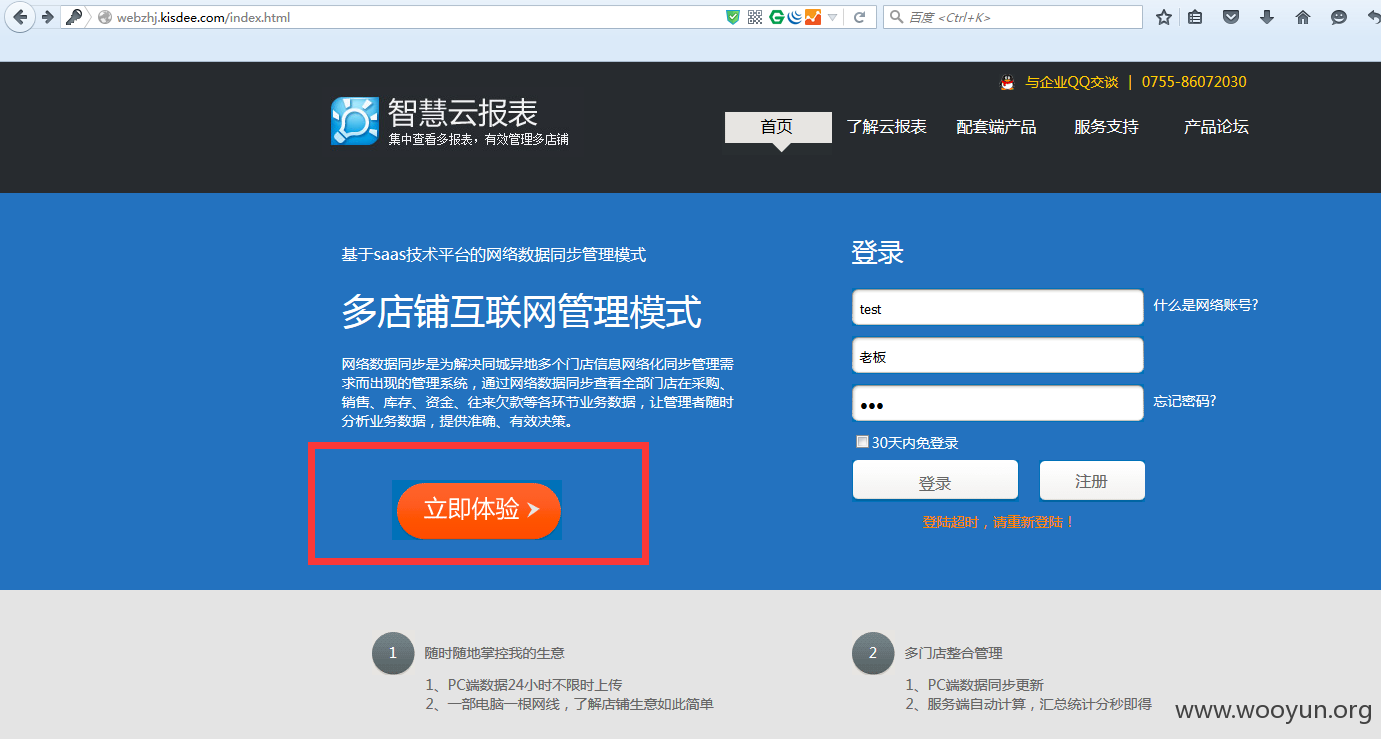 webzhj.kisdee.com/index.html
百度 <Ctrl+K>
与企业QQ交谈 | 0755-86072030
智慧云报表
集中查看多报表，有效管理多店铺
首页
了解云报表
配套端产品
服务支持
产品论坛
基于saas技术平台的网络数据同步管理模式
多店铺互联网管理模式
网络数据同步是为解决同城异地多个门店信息网络化同步管理需
求而出现的管理系统，通过网络数据同步查看全部门店在采购、
销售、库存、资金、往来欠款等各环节业务数据，让管理者随时
分析业务数据，提供准确、有效决策。
立即体验
登录
test
什么是网络账号?
老板
●●●
忘记密码?
30天内免登录
登录
注册
登陆超时，请重新登陆！
1
随时随地掌控我的生意
1、PC端数据24小时不限时上传
2、一部电脑一根网线，了解店铺生意如此简单
2
多门店整合管理
1、PC端数据同步更新
2、服务端自动计算，汇总统计分秒即得
www.wooyun.org